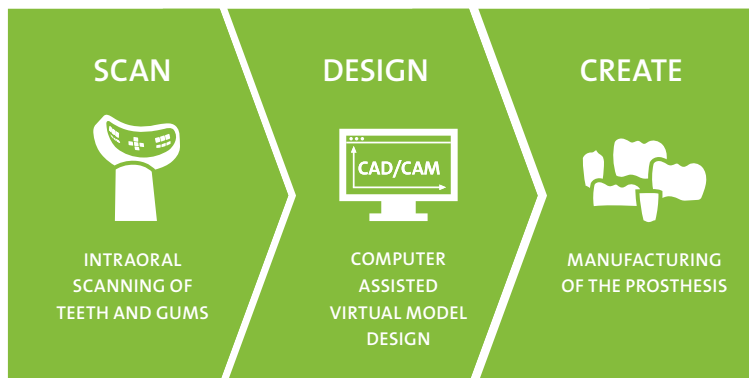 SCAN
INTRAORAL
SCANNING OF
TEETH AND GUMS
DESIGN
CAD/CAM
COMPUTER
ASSISTED
VIRTUAL MODEL
DESIGN
CREATE
MANUFACTURING
OF THE PROSTHESIS